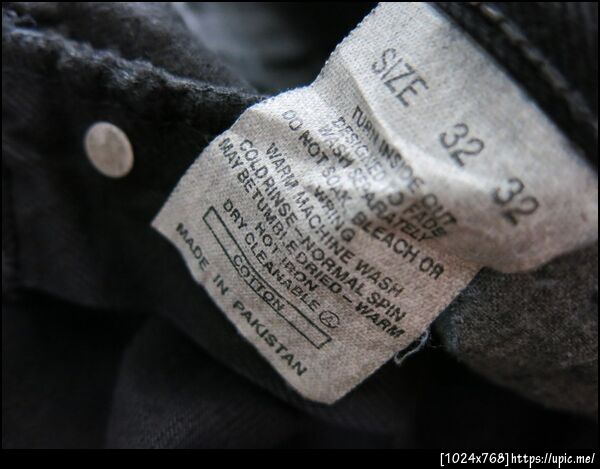 SIZE 32 32
TURN INSIDE OUT
DESIGNED TO FADE
WASH SEPARATELY
DO NOT SOAK, BLEACH OR
WRING
WARM MACHINE WASH
COLD RINSE - NORMAL SPIN
MAY BE TUMBLE DRIED - WARM
DO NOT IRON
DRY CLEANABLE Ⓐ
COTTON
MADE IN PAKISTAN
[1024x768]https://upic.me/